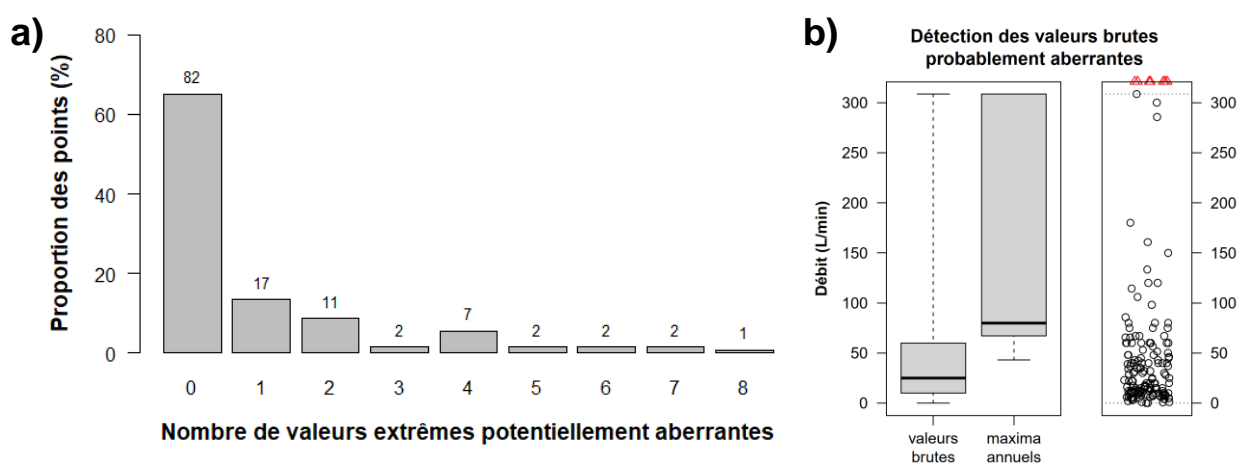 a)
Proportion des points (%)
80
60
40
20
0
82
17
11
2
7
2
2
2
1
0 1 2 3 4 5 6 7 8
Nombre de valeurs extrêmes potentiellement aberrantes
b)
Détection des valeurs brutes
probablement aberrantes
Débit (L/min)
300
250
200
150
100
50
0
valeurs
brutes
maxima
annuels
300
250
200
150
100
50
0